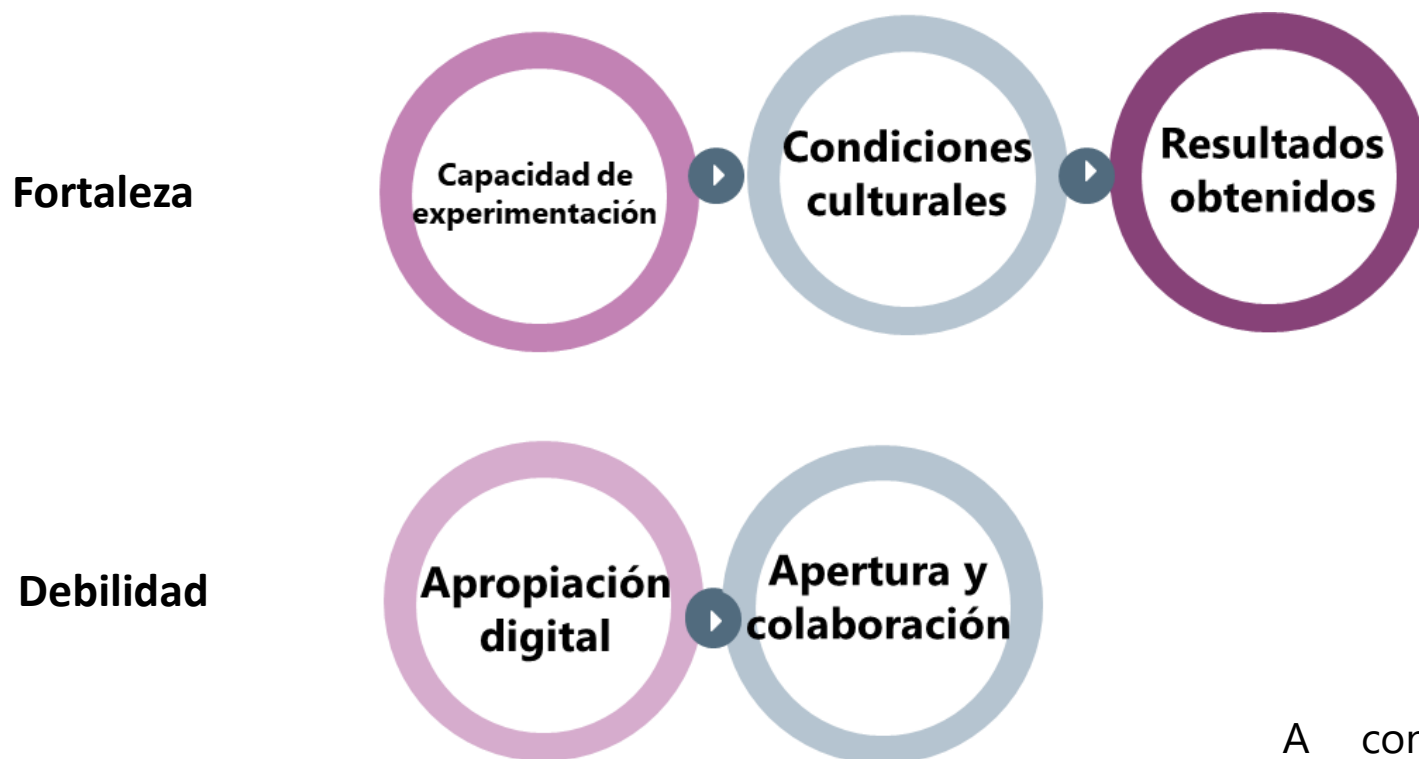 Fortaleza
Capacidad de
experimentación
Condiciones
culturales
Resultados
obtenidos
Debilidad
Apropiación
digital
Apertura y
colaboración
A